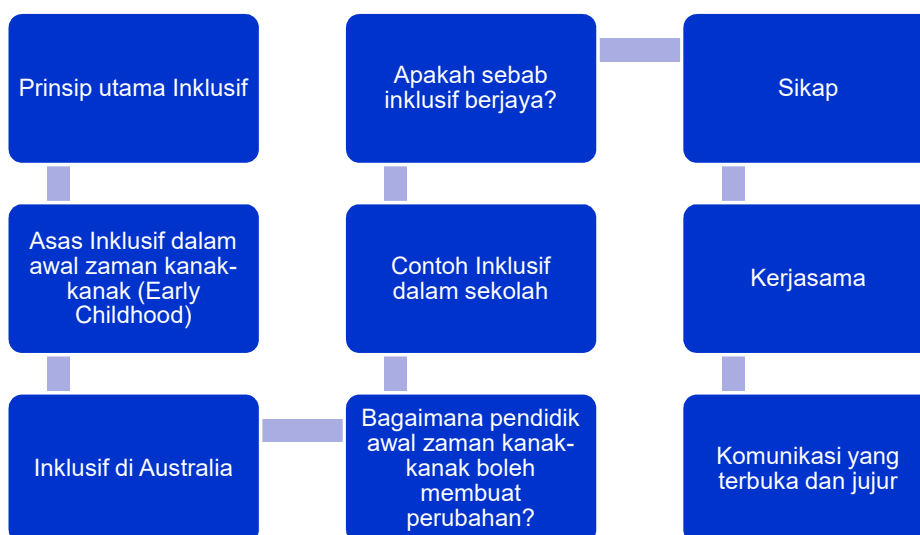 Prinsip utama Inklusif
Asas Inklusif dalam
awal zaman kanak-
kanak (Early
Childhood)
Inklusif di Australia
Bagaimana pendidik
awal zaman kanak-
kanak boleh
membuat
perubahan?
Contoh Inklusif
dalam sekolah
Apakah sebab
inklusif berjaya?
Sikap
Kerjasama
Komunikasi yang
terbuka dan jujur